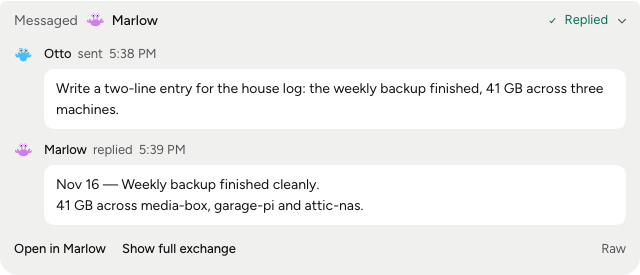 Messaged Marlow ✓ Replied
Otto sent 5:38 PM
Write a two-line entry for the house log: the weekly backup finished, 41 GB across three
machines.
Marlow replied 5:39 PM
Nov 16 — Weekly backup finished cleanly.
41 GB across media-box, garage-pi and attic-nas.
Open in Marlow Show full exchange Raw